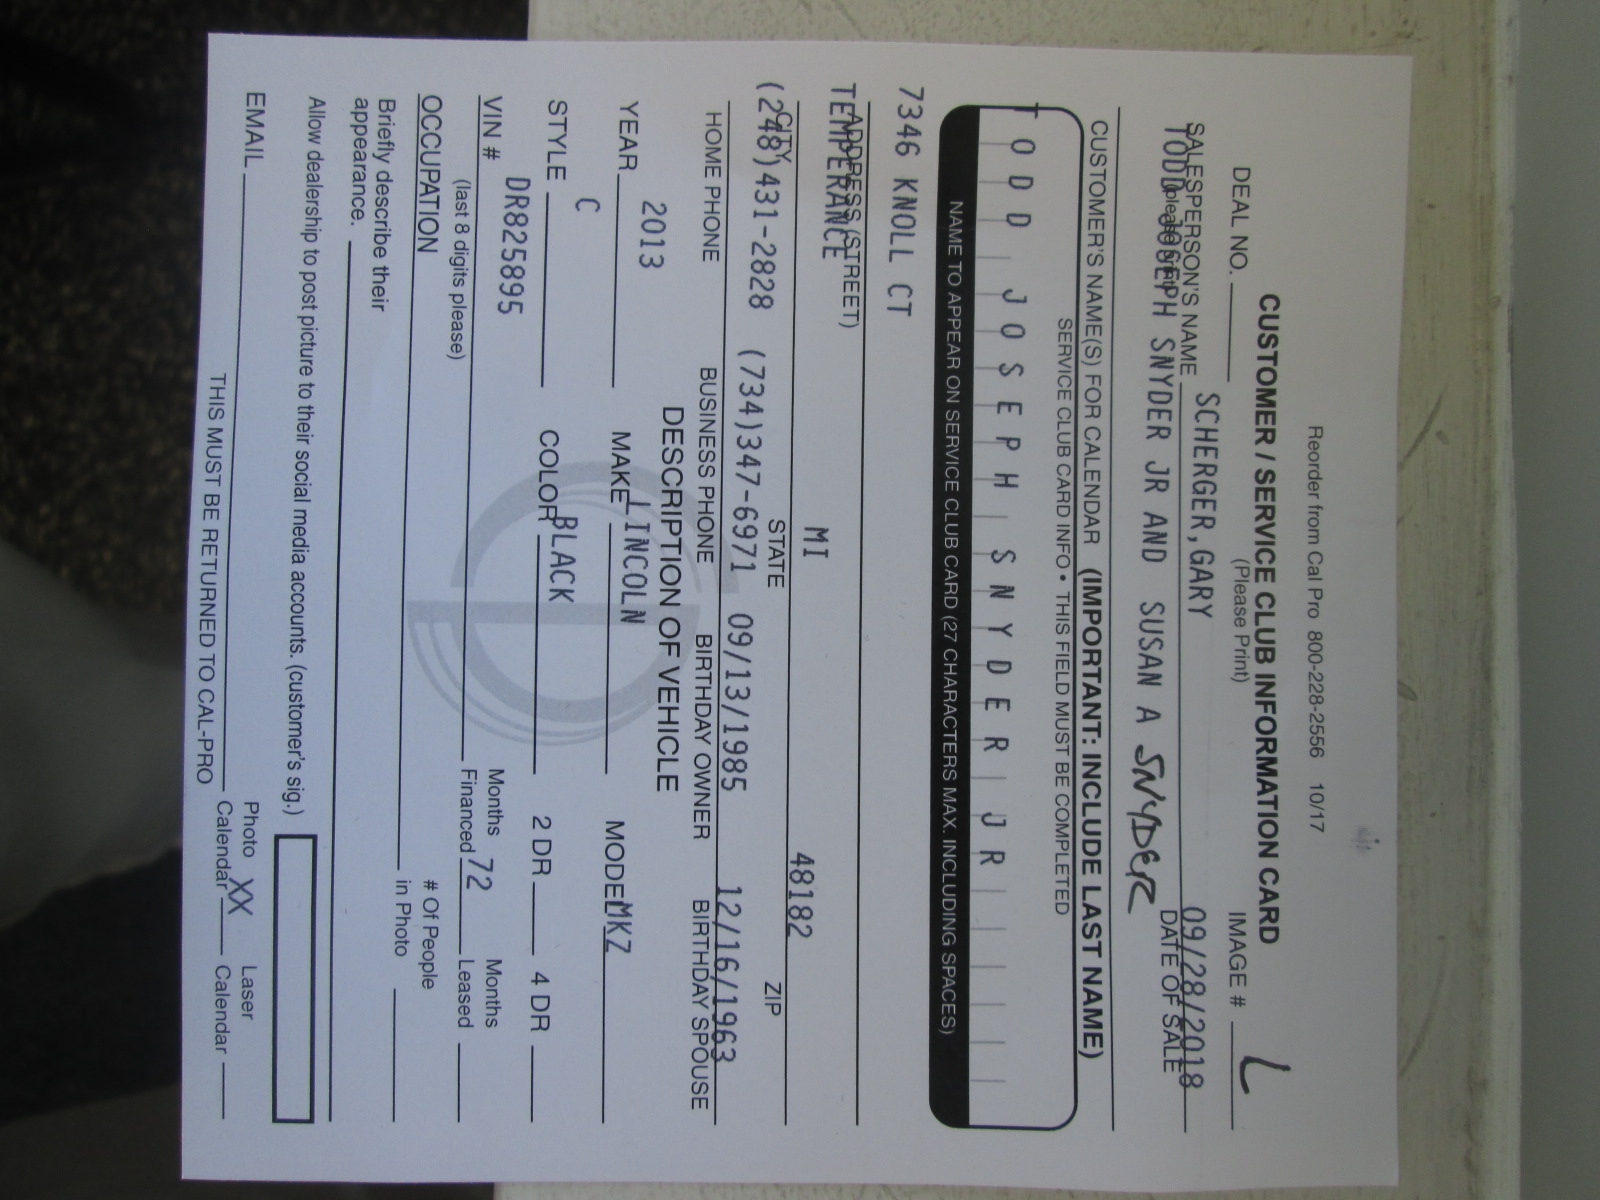 Reorder from Cal Pro 800-228-2556 10/17
CUSTOMER / SERVICE CLUB INFORMATION CARD
(Please Print)
DEAL NO. IMAGE # L
SCHERGER,GARY 09/28/2018
SALESPERSON'S NAME DATE OF SALE
(please print)
TODD JOSEPH SNYDER JR AND SUSAN A SNYDER
CUSTOMER'S NAME(S) FOR CALENDAR (IMPORTANT: INCLUDE LAST NAME)
SERVICE CLUB CARD INFO • THIS FIELD MUST BE COMPLETED
TODD JOSEPH SNYDER JR
NAME TO APPEAR ON SERVICE CLUB CARD (27 CHARACTERS MAX. INCLUDING SPACES)
7346 KNOLL CT
ADDRESS (STREET)
TEMPERANCE MI 48182
CITY STATE ZIP
(248)431-2828 (734)347-6971 09/13/1985 12/16/1963
HOME PHONE BUSINESS PHONE BIRTHDAY OWNER BIRTHDAY SPOUSE
DESCRIPTION OF VEHICLE
2013 LINCOLN MKZ
YEAR MAKE MODEL
C BLACK
STYLE COLOR 2 DR 4 DR
DR825895
VIN # Months Financed 72 Months Leased
(last 8 digits please)
OCCUPATION # Of People in Photo
Briefly describe their
appearance.
Allow dealership to post picture to their social media accounts. (customer's sig.)
EMAIL Photo Calendar XX Laser Calendar
THIS MUST BE RETURNED TO CAL-PRO